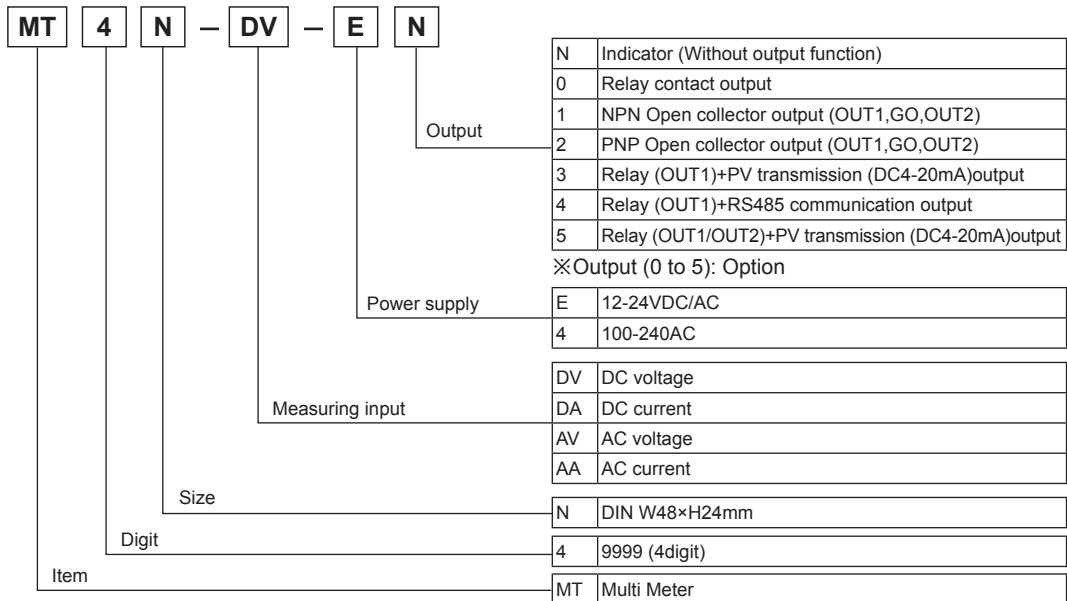 MT 4 N – DV – E N
N Indicator (Without output function)
0 Relay contact output
1 NPN Open collector output (OUT1,GO,OUT2)
Output
2 PNP Open collector output (OUT1,GO,OUT2)
3 Relay (OUT1)+PV transmission (DC4-20mA)output
4 Relay (OUT1)+RS485 communication output
5 Relay (OUT1/OUT2)+PV transmission (DC4-20mA)output
※Output (0 to 5): Option
Power supply
E 12-24VDC/AC
4 100-240AC
DV DC voltage
Measuring input
DA DC current
AV AC voltage
AA AC current
Size
N DIN W48×H24mm
Digit
4 9999 (4digit)
Item
MT Multi Meter